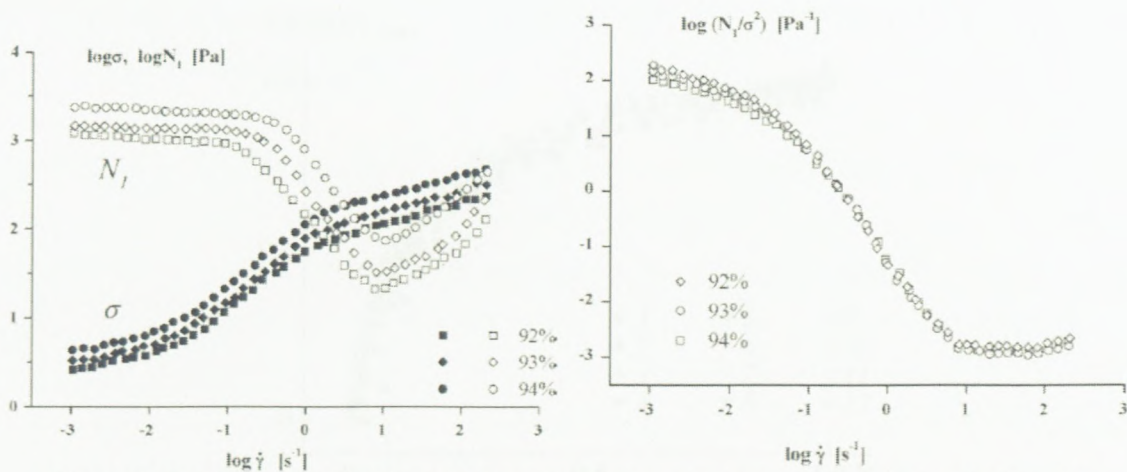 logσ, logN₁ [Pa]
4
3
2
1
0
N₁
σ
■ □ 92%
◆ ◇ 93%
● ○ 94%
-3 -2 -1 0 1 2 3
log γ̇ [s⁻¹]
log (N₁/σ²) [Pa⁻¹]
3
2
1
0
-1
-2
-3
◇ 92%
○ 93%
□ 94%
-3 -2 -1 0 1 2 3
log γ̇ [s⁻¹]